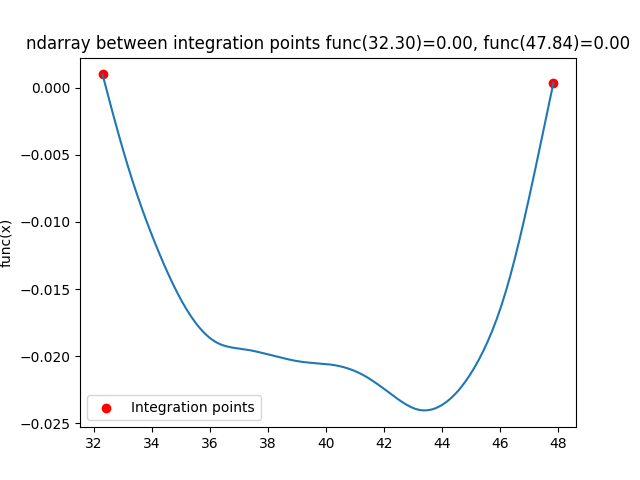 ndarray between integration points func(32.30)=0.00, func(47.84)=0.00
func(x)
0.000
−0.005
−0.010
−0.015
−0.020
−0.025
Integration points
32 34 36 38 40 42 44 46 48